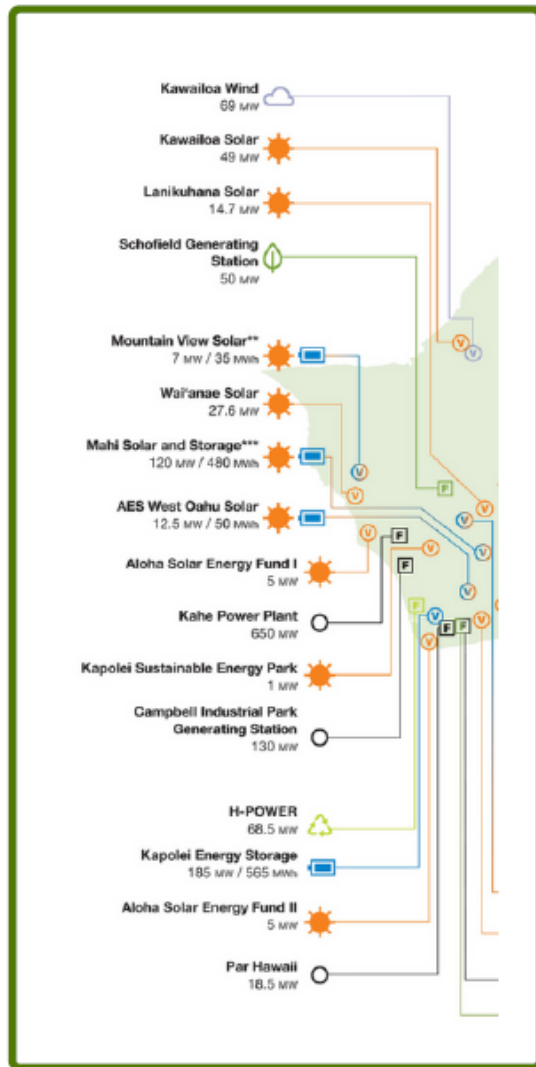 Kawailoa Wind
69 MW
Kawailoa Solar
49 MW
Lanikuhana Solar
14.7 MW
Schofield Generating
Station
50 MW
Mountain View Solar**
7 MW / 35 MWh
Wai'anae Solar
27.6 MW
Mahi Solar and Storage***
120 MW / 480 MWh
AES West Oahu Solar
12.5 MW / 50 MWh
Aloha Solar Energy Fund I
5 MW
Kahe Power Plant
650 MW
Kapolei Sustainable Energy Park
1 MW
Campbell Industrial Park
Generating Station
130 MW
H-POWER
68.5 MW
Kapolei Energy Storage
185 MW / 565 MWh
Aloha Solar Energy Fund II
5 MW
Par Hawaii
18.5 MW
V
V
V
F
V
V
V
V
V
V
F
V
F
F
V
F
F
V
V